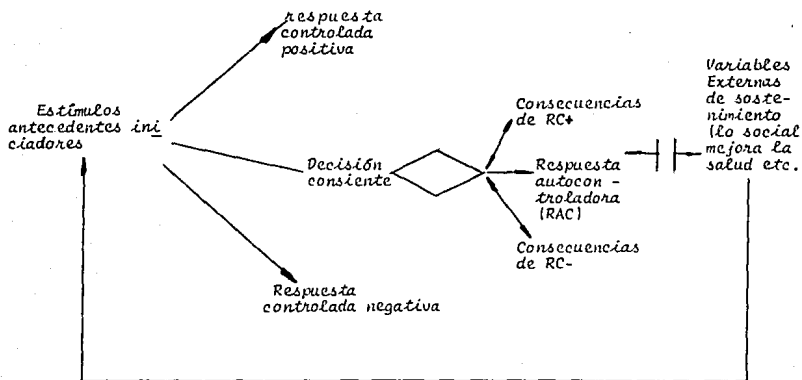 respuesta
controlada
positiva
Estímulos
antecedentes ini
ciadores
Decisión
consiente
Respuesta
controlada negativa
Consecuencias
de RC+
Respuesta
autocon -
troladora
(RAC)
Consecuencias
de RC-
Variables
Externas
de soste-
nimiento
(lo social
mejora la
salud etc.